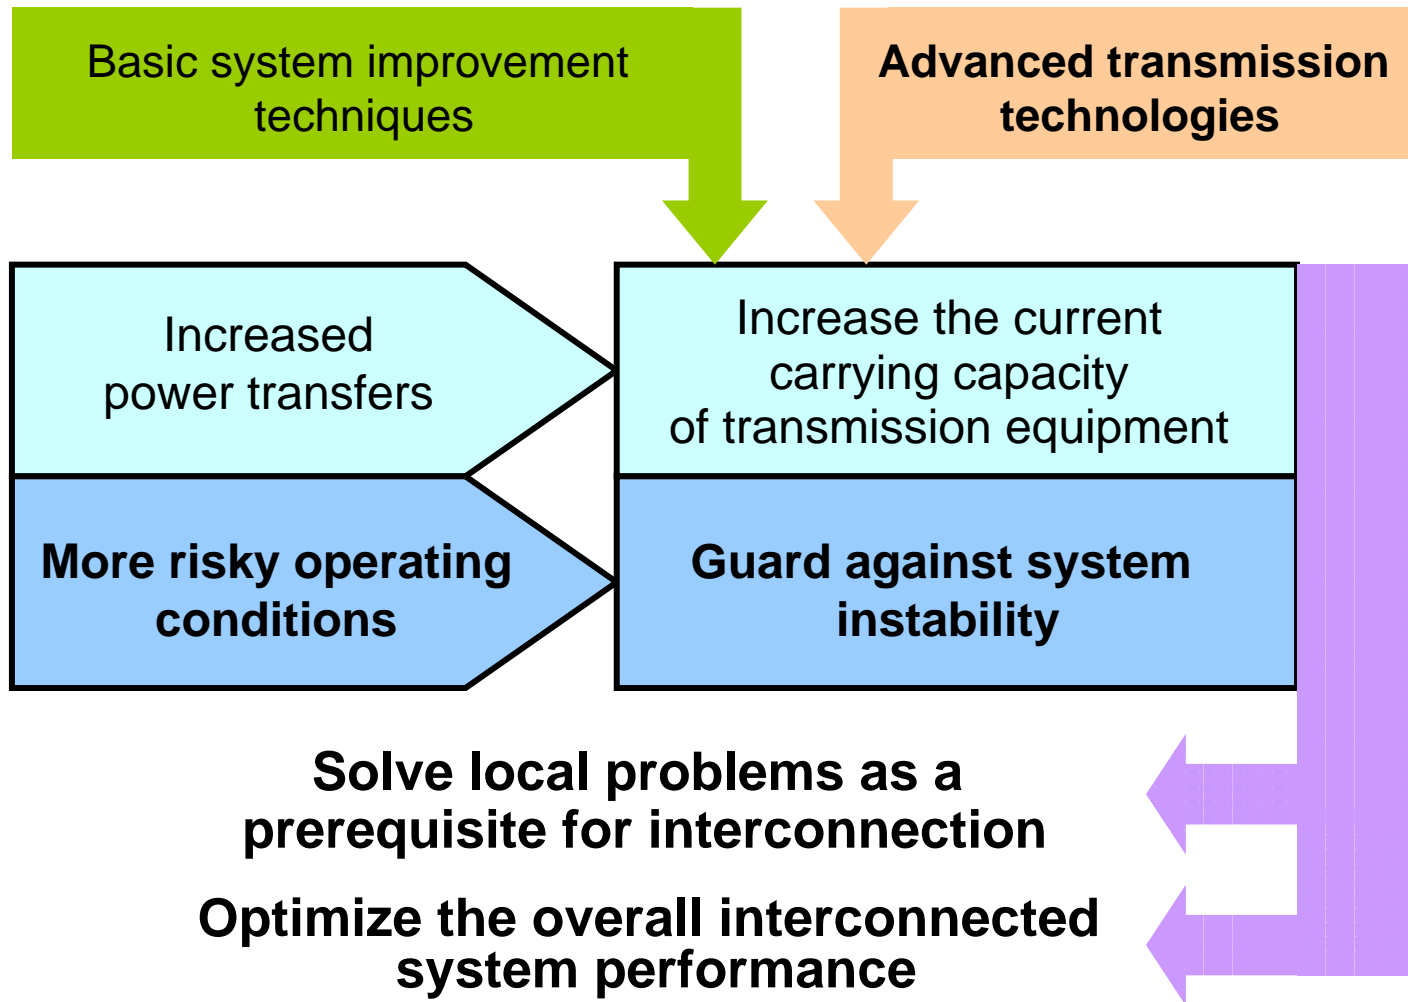 Basic system improvement
techniques
Advanced transmission
technologies
Increased
power transfers
Increase the current
carrying capacity
of transmission equipment
More risky operating
conditions
Guard against system
instability
Solve local problems as a
prerequisite for interconnection
Optimize the overall interconnected
system performance